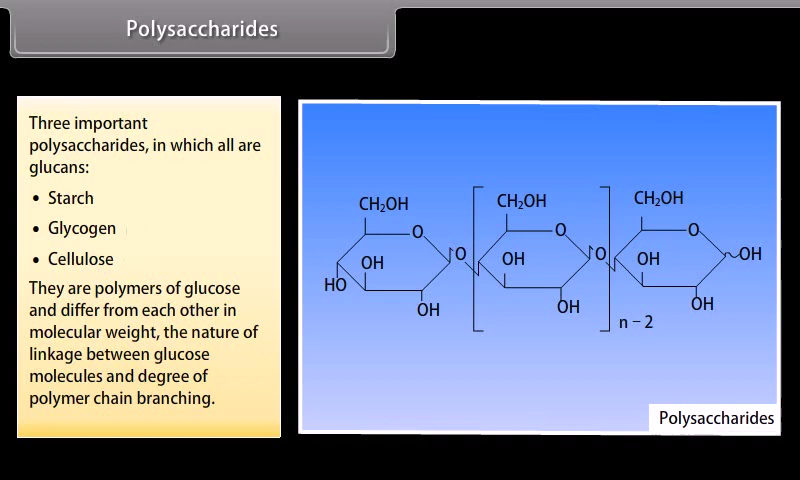 Polysaccharides
Three important
polysaccharides, in which all are
glucans:
• Starch
• Glycogen
• Cellulose
They are polymers of glucose
and differ from each other in
molecular weight, the nature of
linkage between glucose
molecules and degree of
polymer chain branching.
CH₂OH CH₂OH CH₂OH
O O O
O O OH
OH OH OH
HO
OH OH OH
n – 2
Polysaccharides